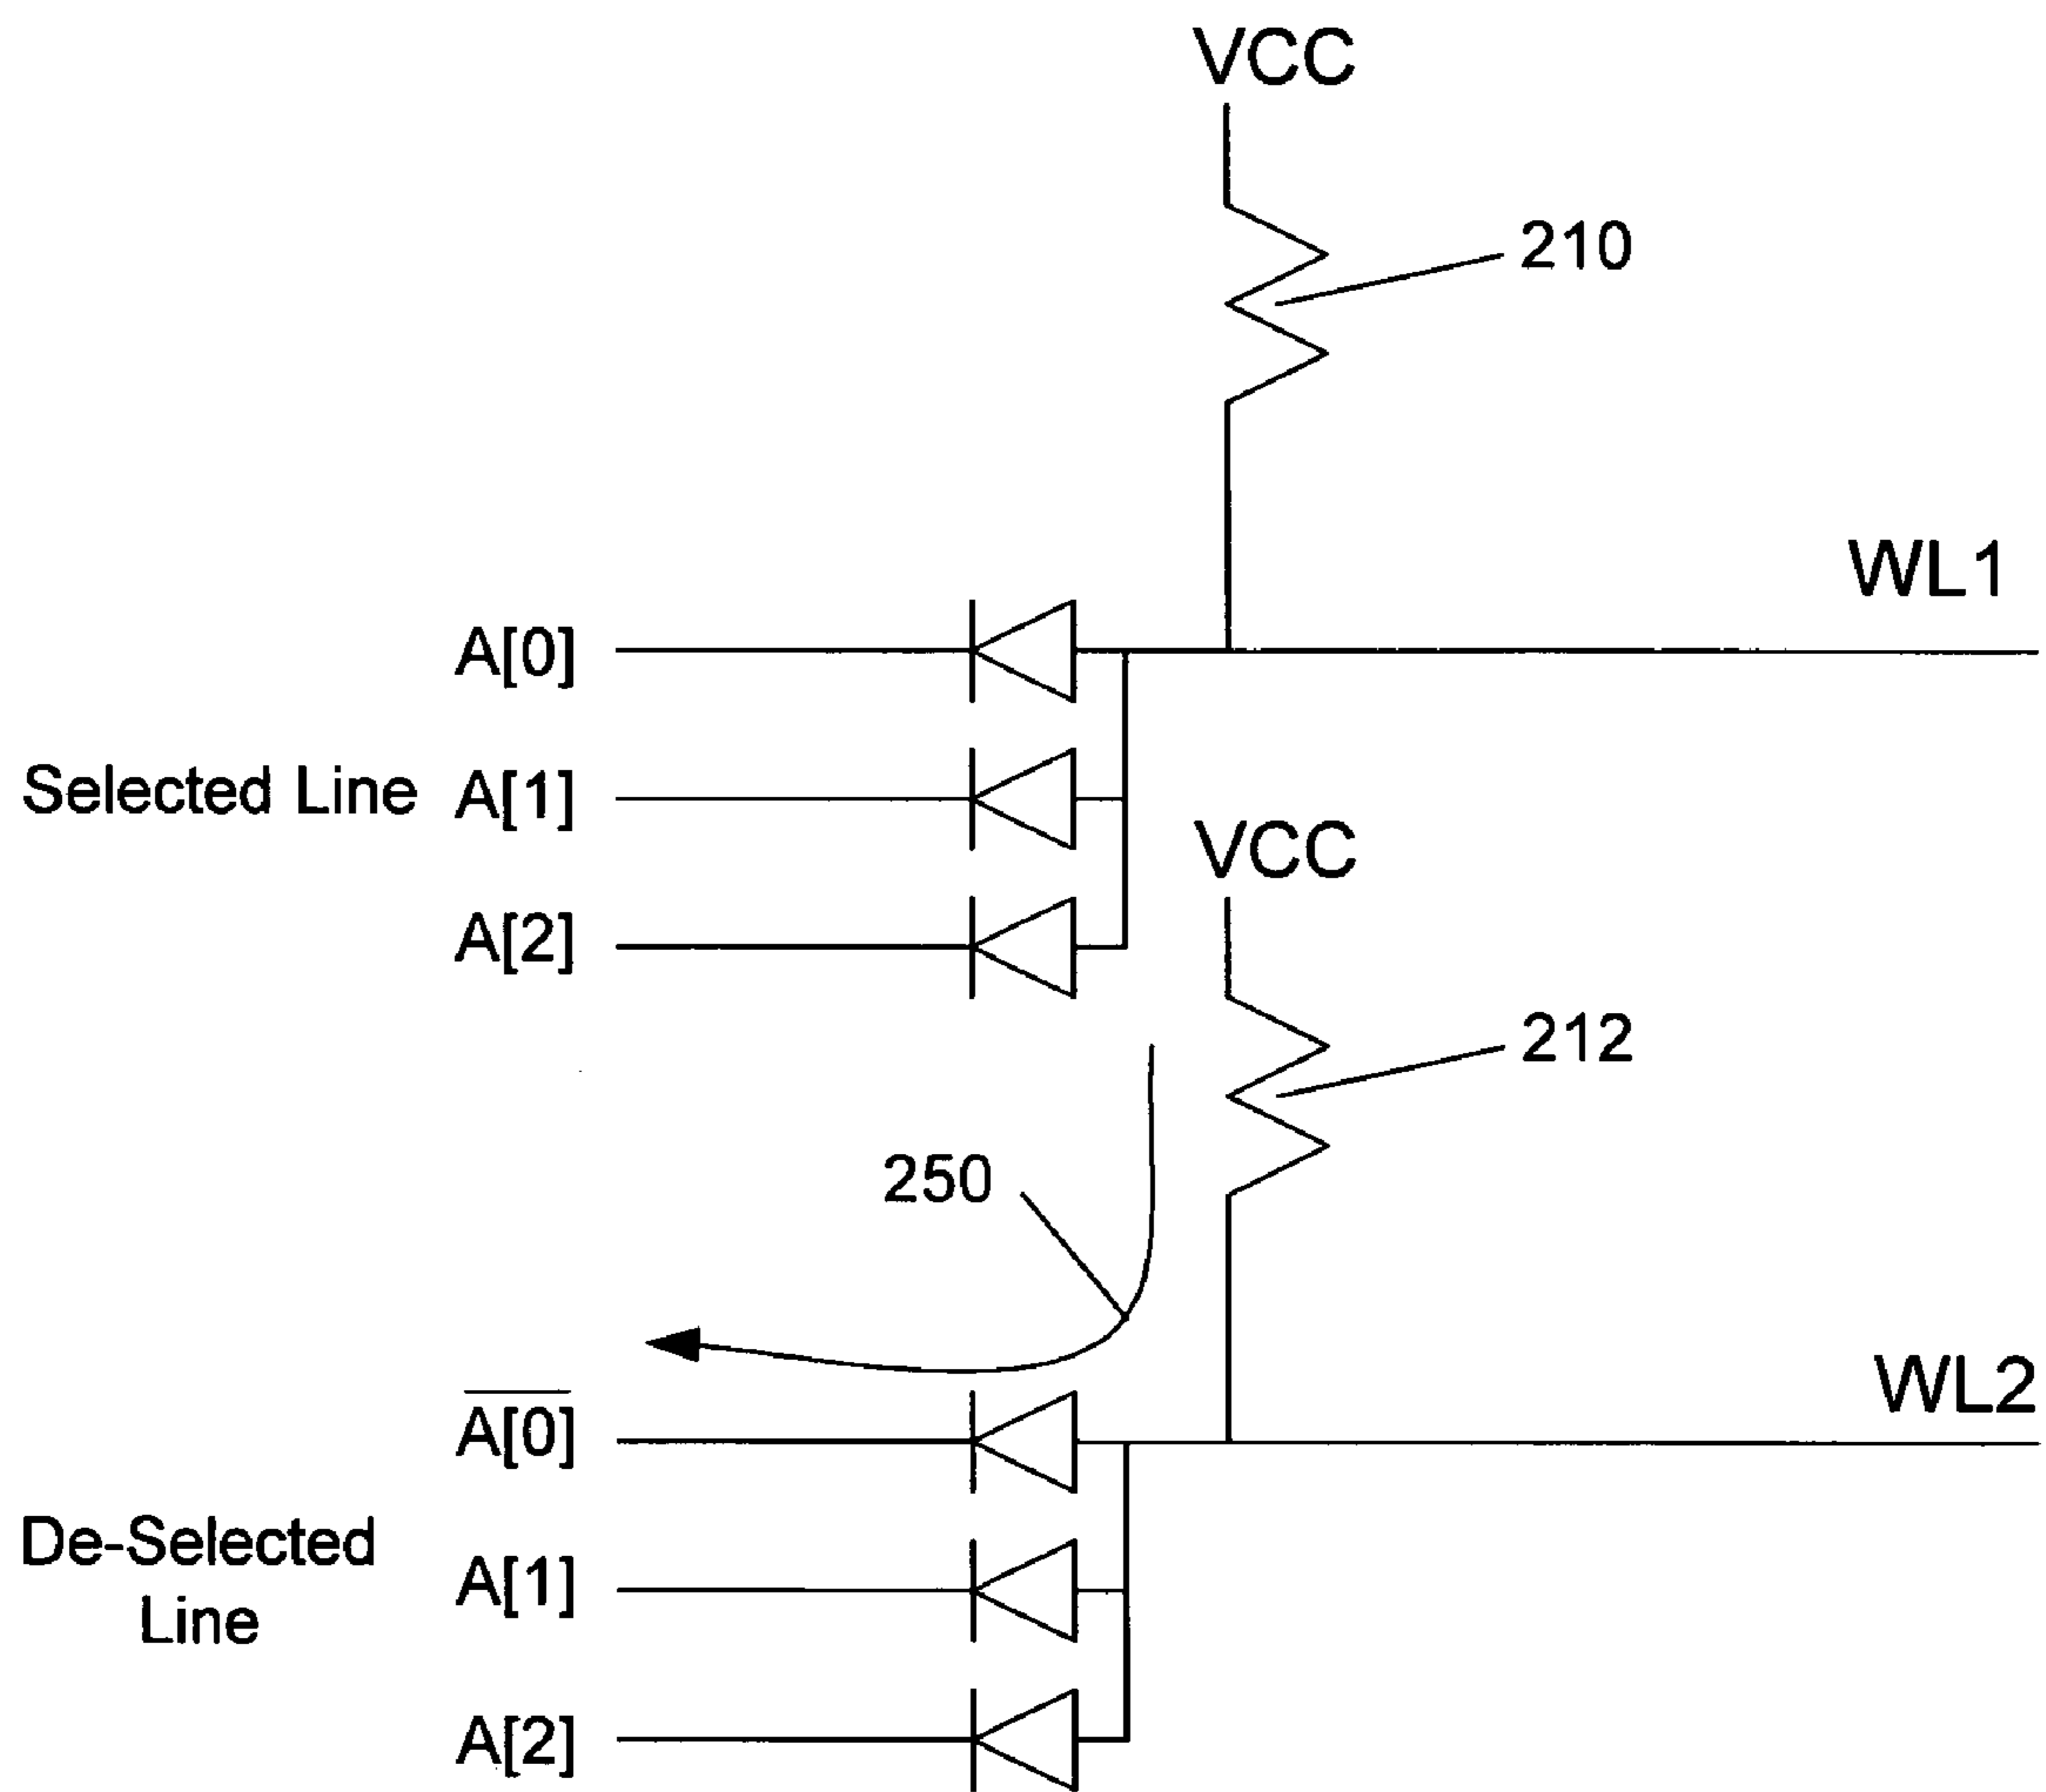 VCC
210
WL1
A[0]
Selected Line A[1]
VCC
A[2]
212
250
WL2
A̅[̅0̅]̅
De-Selected
Line
A[1]
A[2]